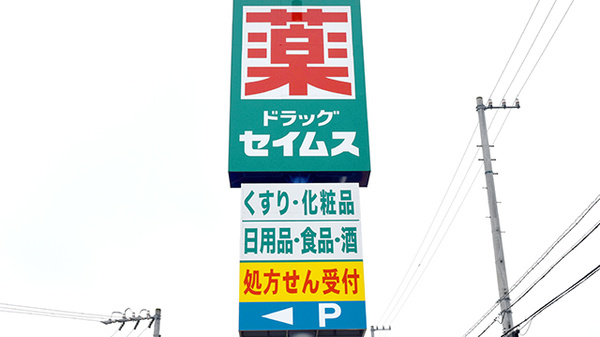 薬
ドラッグ
セイムス
くすり・化粧品
日用品・食品・酒
処方せん受付
◀ P